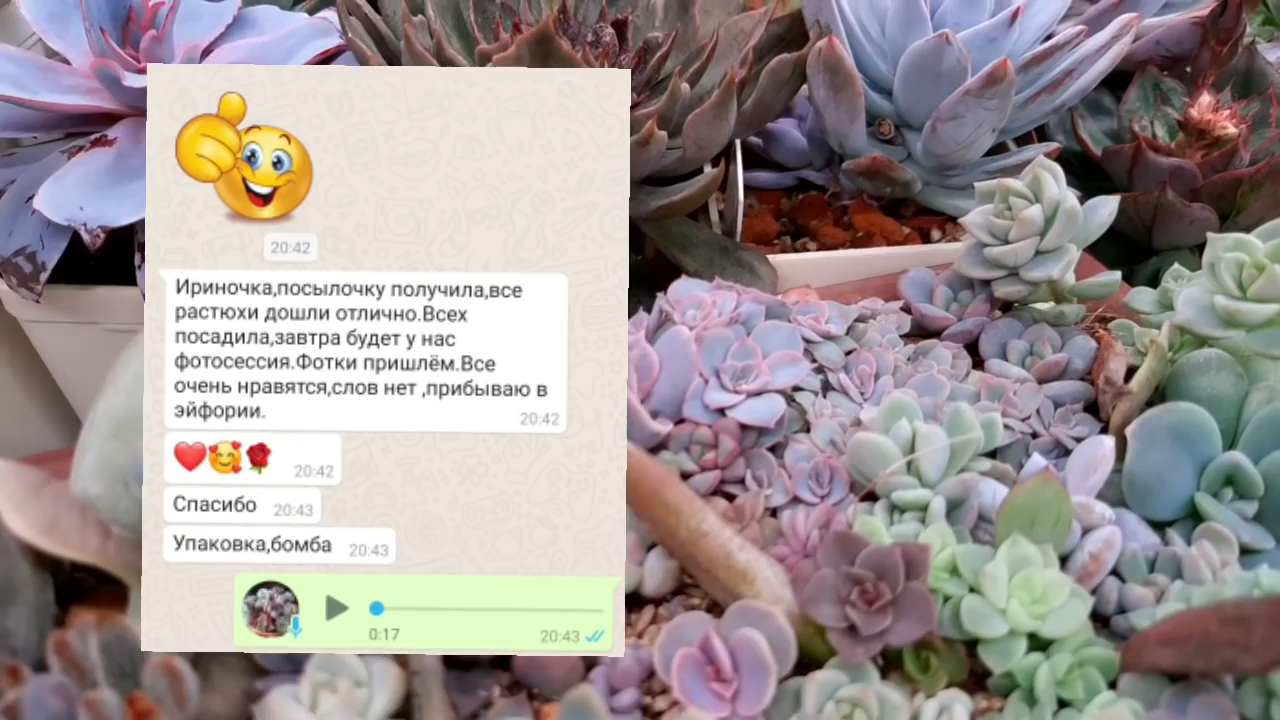 20:42
Ириночка,посылочку получила,все
растюхи дошли отлично.Всех
посадила,завтра будет у нас
фотосессия.Фотки пришлём.Все
очень нравятся,слов нет ,прибываю в
эйфории.
20:42
20:42
Спасибо 20:43
Упаковка,бомба 20:43
0:17 20:43